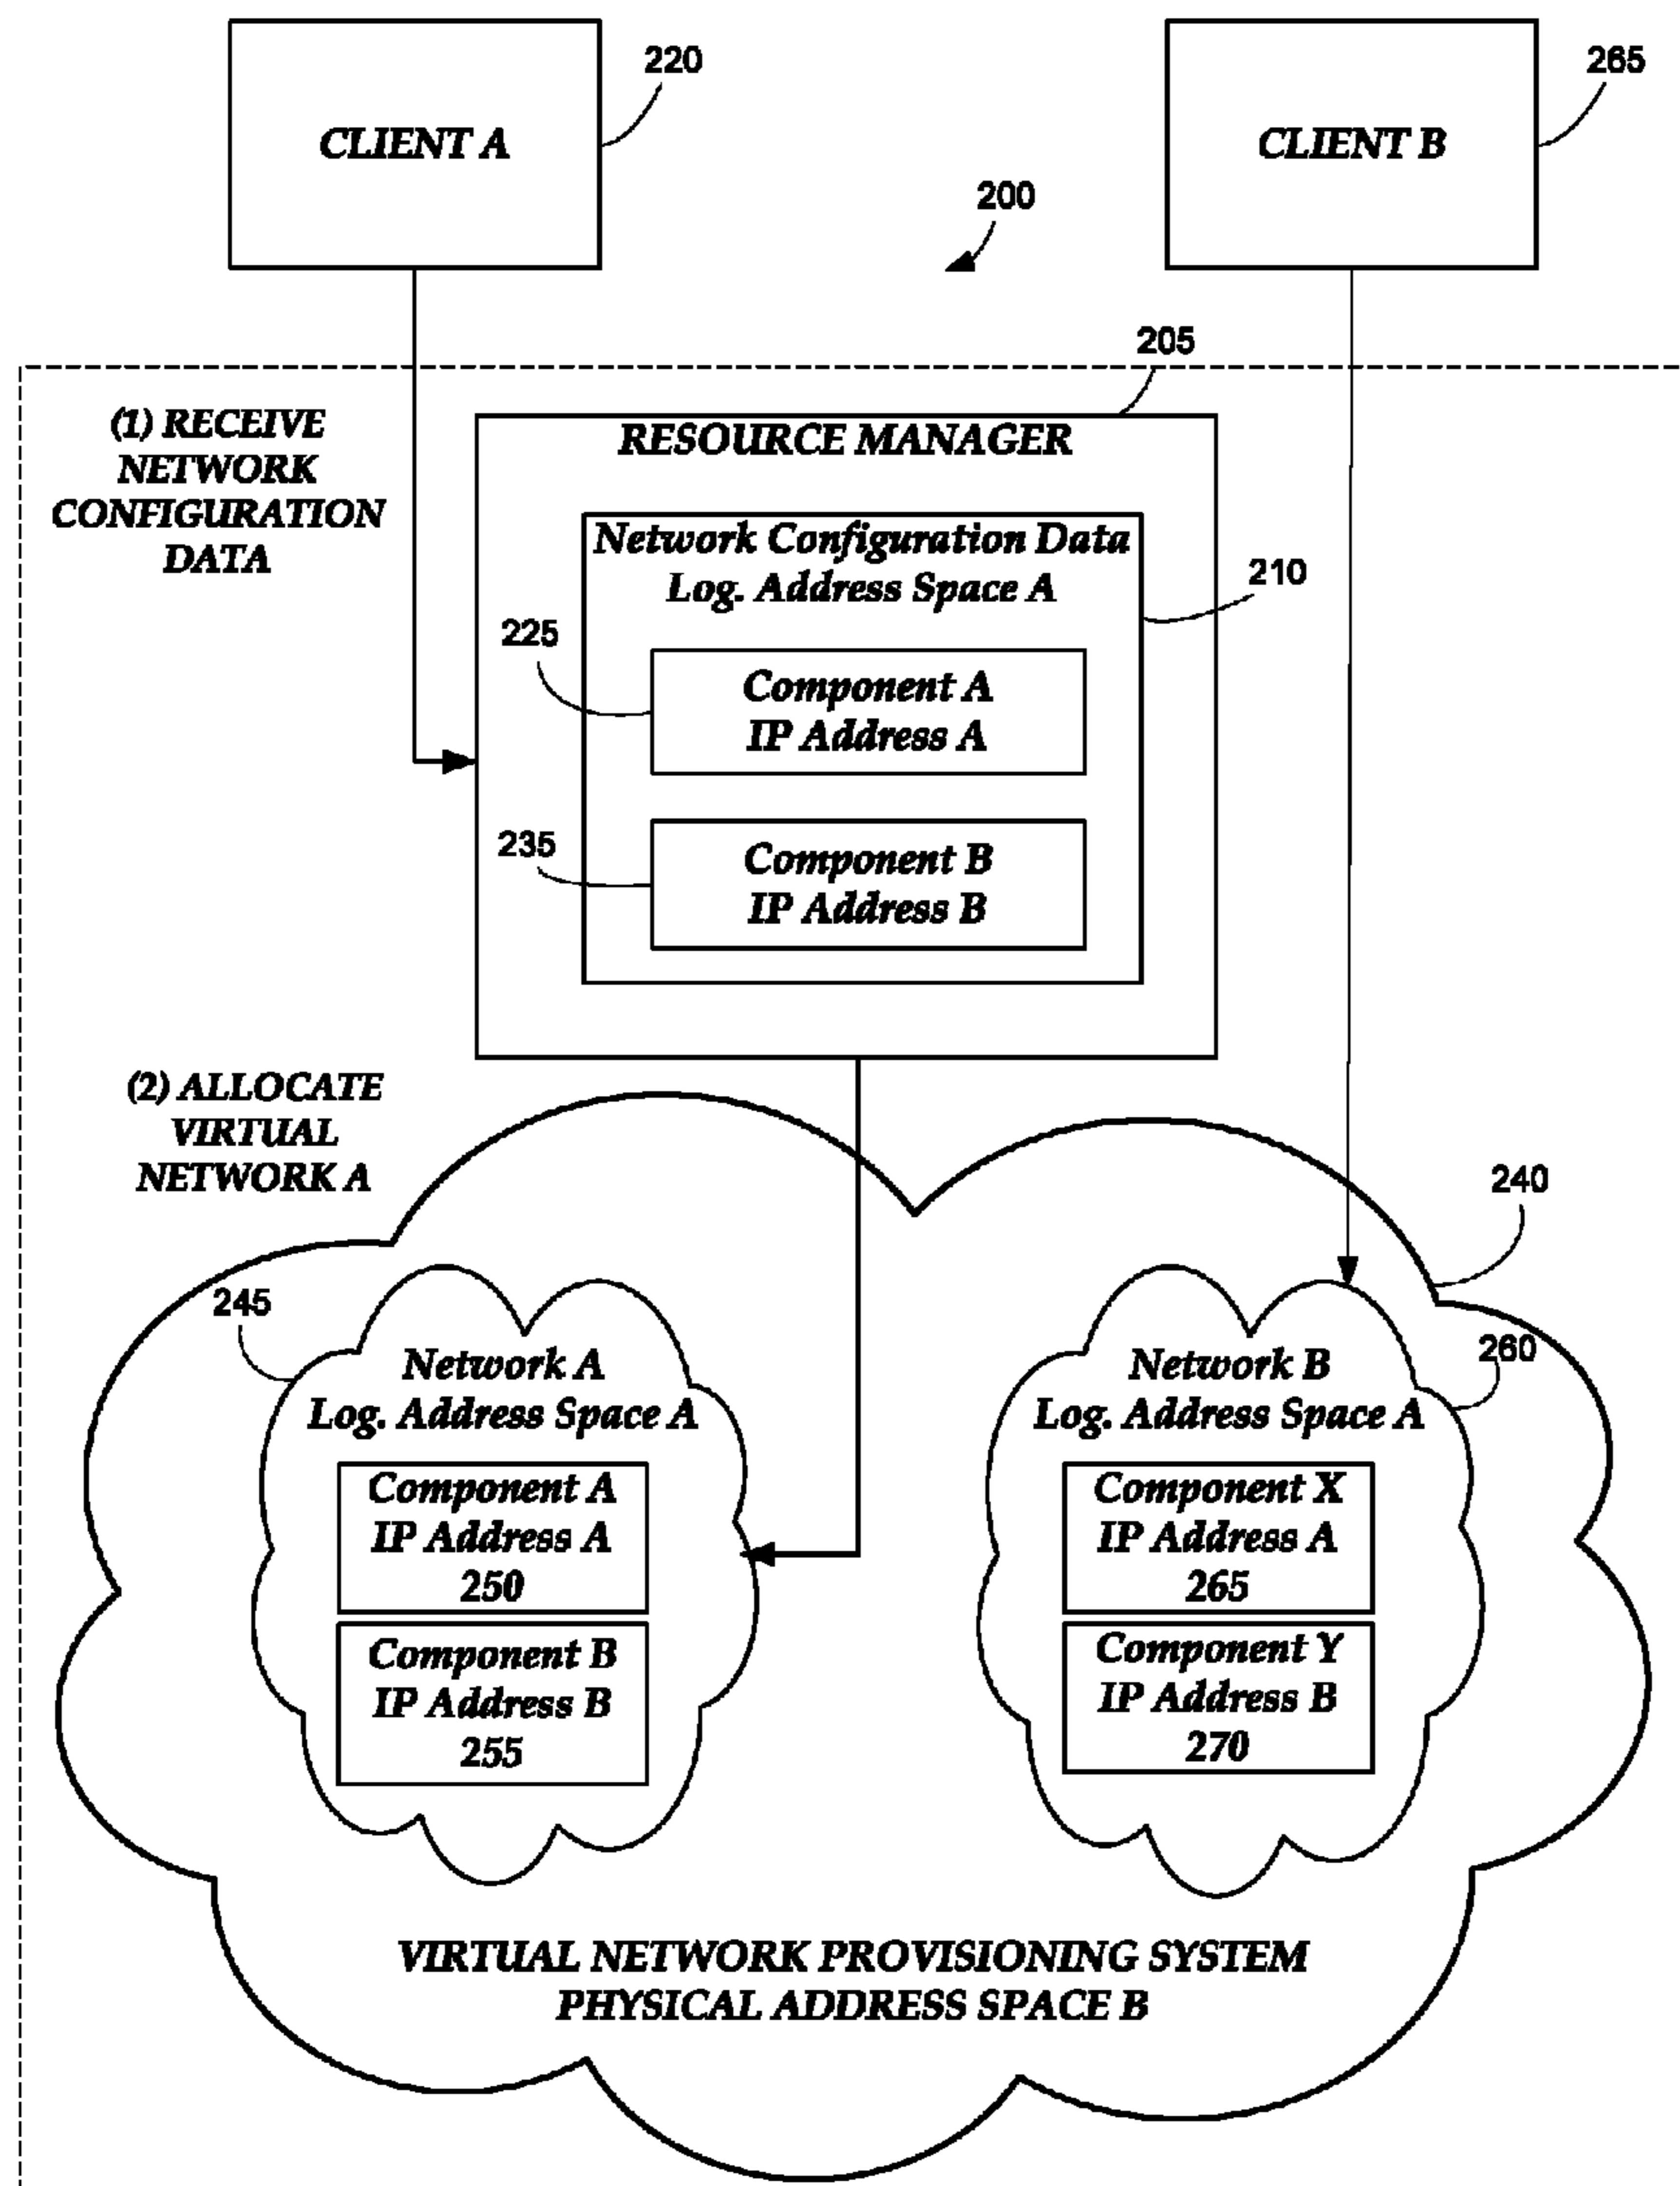 220
265
CLIENT A
CLIENT B
200
205
(1) RECEIVE
NETWORK
CONFIGURATION
DATA
RESOURCE MANAGER
Network Configuration Data
Log. Address Space A
210
225
Component A
IP Address A
235
Component B
IP Address B
(2) ALLOCATE
VIRTUAL
NETWORK A
240
245
Network A
Log. Address Space A
Component A
IP Address A
250
Component B
IP Address B
255
260
Network B
Log. Address Space A
Component X
IP Address A
265
Component Y
IP Address B
270
VIRTUAL NETWORK PROVISIONING SYSTEM
PHYSICAL ADDRESS SPACE B